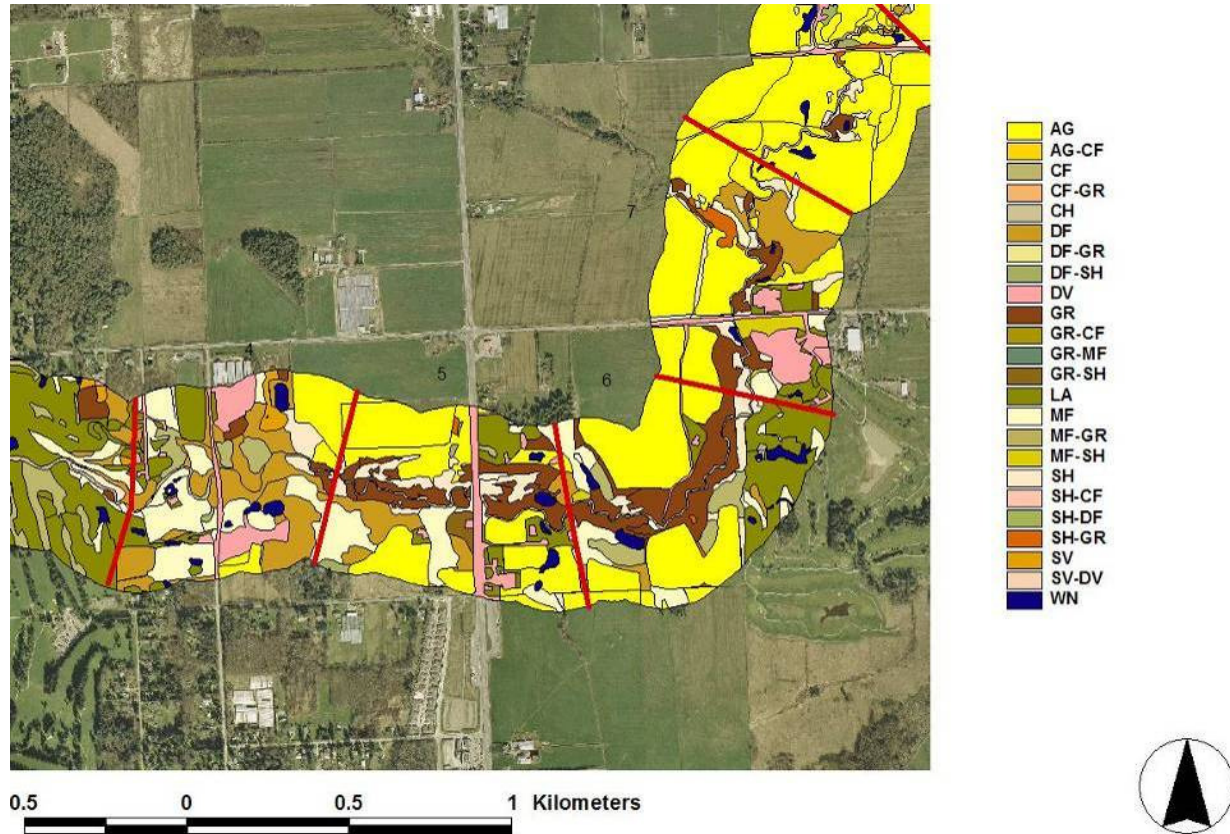 7
4
5
6
AG
AG-CF
CF
CF-GR
CH
DF
DF-GR
DF-SH
DV
GR
GR-CF
GR-MF
GR-SH
LA
MF
MF-GR
MF-SH
SH
SH-CF
SH-DF
SH-GR
SV
SV-DV
WN
0.5 0 0.5 1 Kilometers